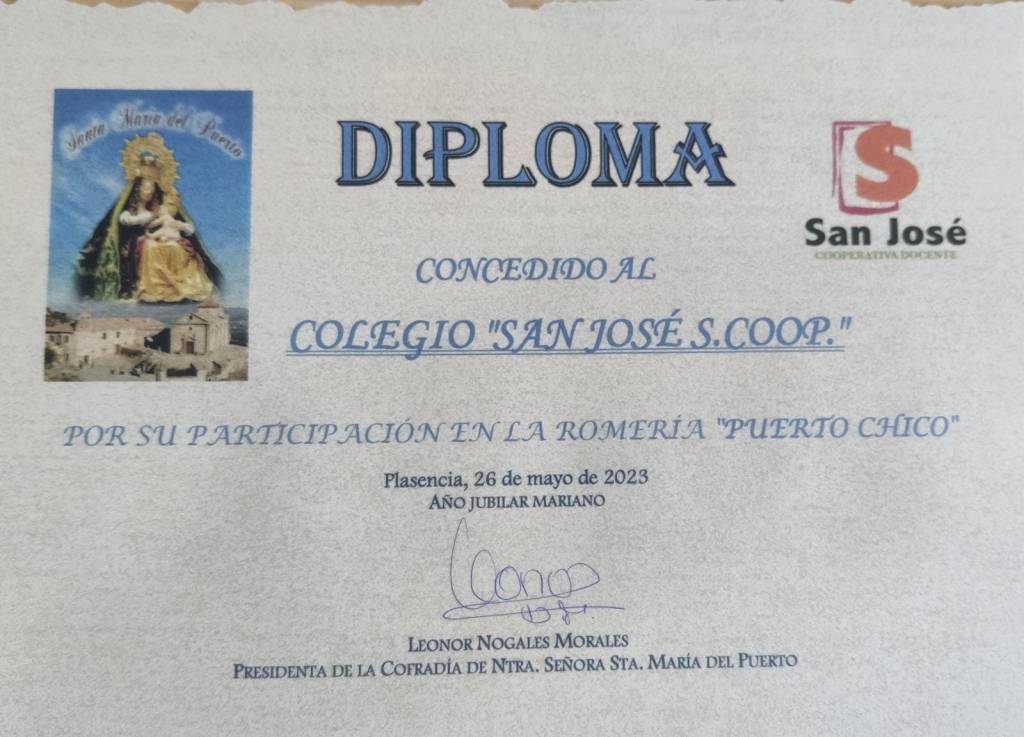 Santa María del Puerto
DIPLOMA
San José
COOPERATIVA DOCENTE
CONCEDIDO AL
COLEGIO "SAN JOSÉ S.COOP."
POR SU PARTICIPACIÓN EN LA ROMERÍA "PUERTO CHICO"
Plasencia, 26 de mayo de 2023
AÑO JUBILAR MARIANO
Leonor
LEONOR NOGALES MORALES
PRESIDENTA DE LA COFRADÍA DE NTRA. SEÑORA STA. MARÍA DEL PUERTO